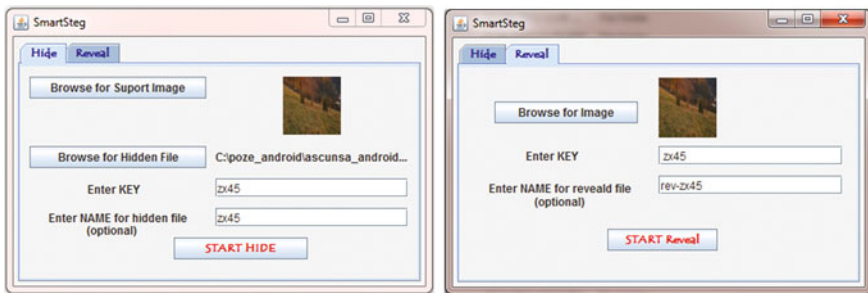 SmartSteg
Hide Reveal
Browse for Suport Image
Browse for Hidden File C:\poze_android\ascunsa_android...
Enter KEY zx45
Enter NAME for hidden file zx45
(optional)
START HIDE
SmartSteg
Hide Reveal
Browse for Image
Enter KEY zx45
Enter NAME for reveald file rev-zx45
(optional)
START Reveal